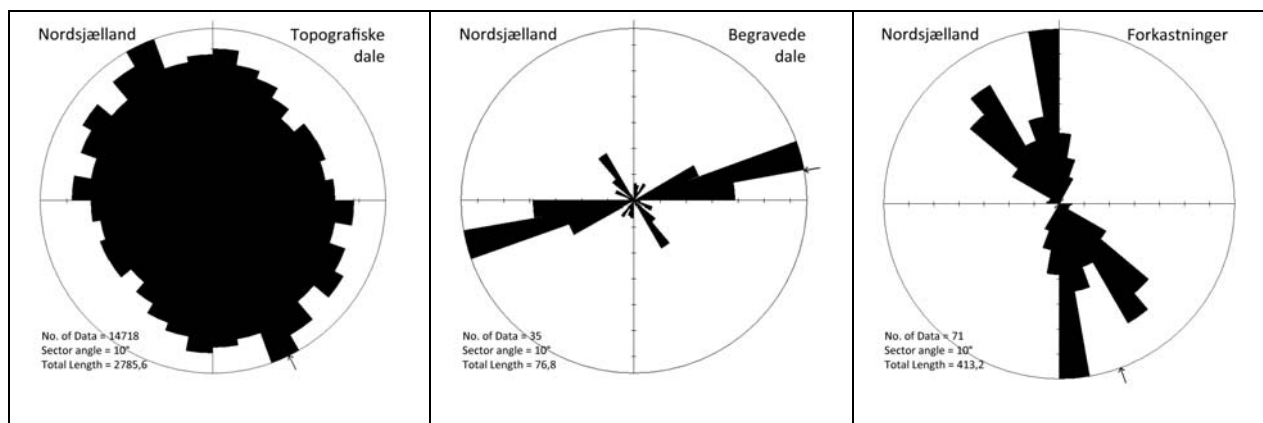 Nordsjælland
Topografiske
dale
No. of Data = 14718
Sector angle = 10°
Total Length = 2785,6
Nordsjælland
Begravede
dale
No. of Data = 35
Sector angle = 10°
Total Length = 76,8
Nordsjælland
Forkastninger
No. of Data = 71
Sector angle = 10°
Total Length = 413,2